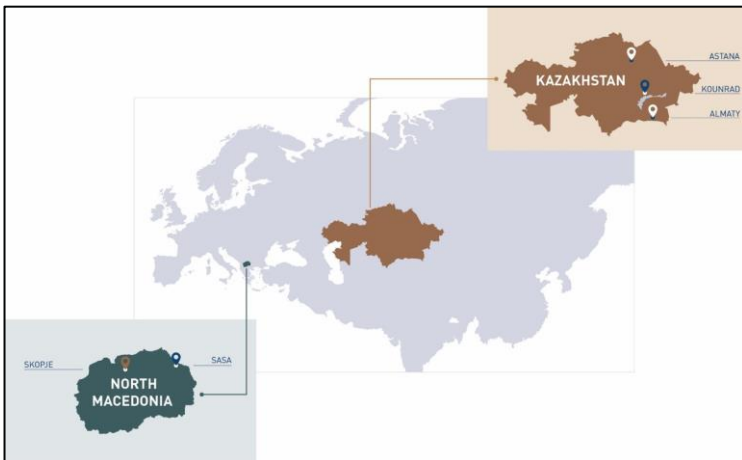 ASTANA
KAZAKHSTAN
KOUNRAD
ALMATY
SKOPJE
SASA
NORTH
MACEDONIA